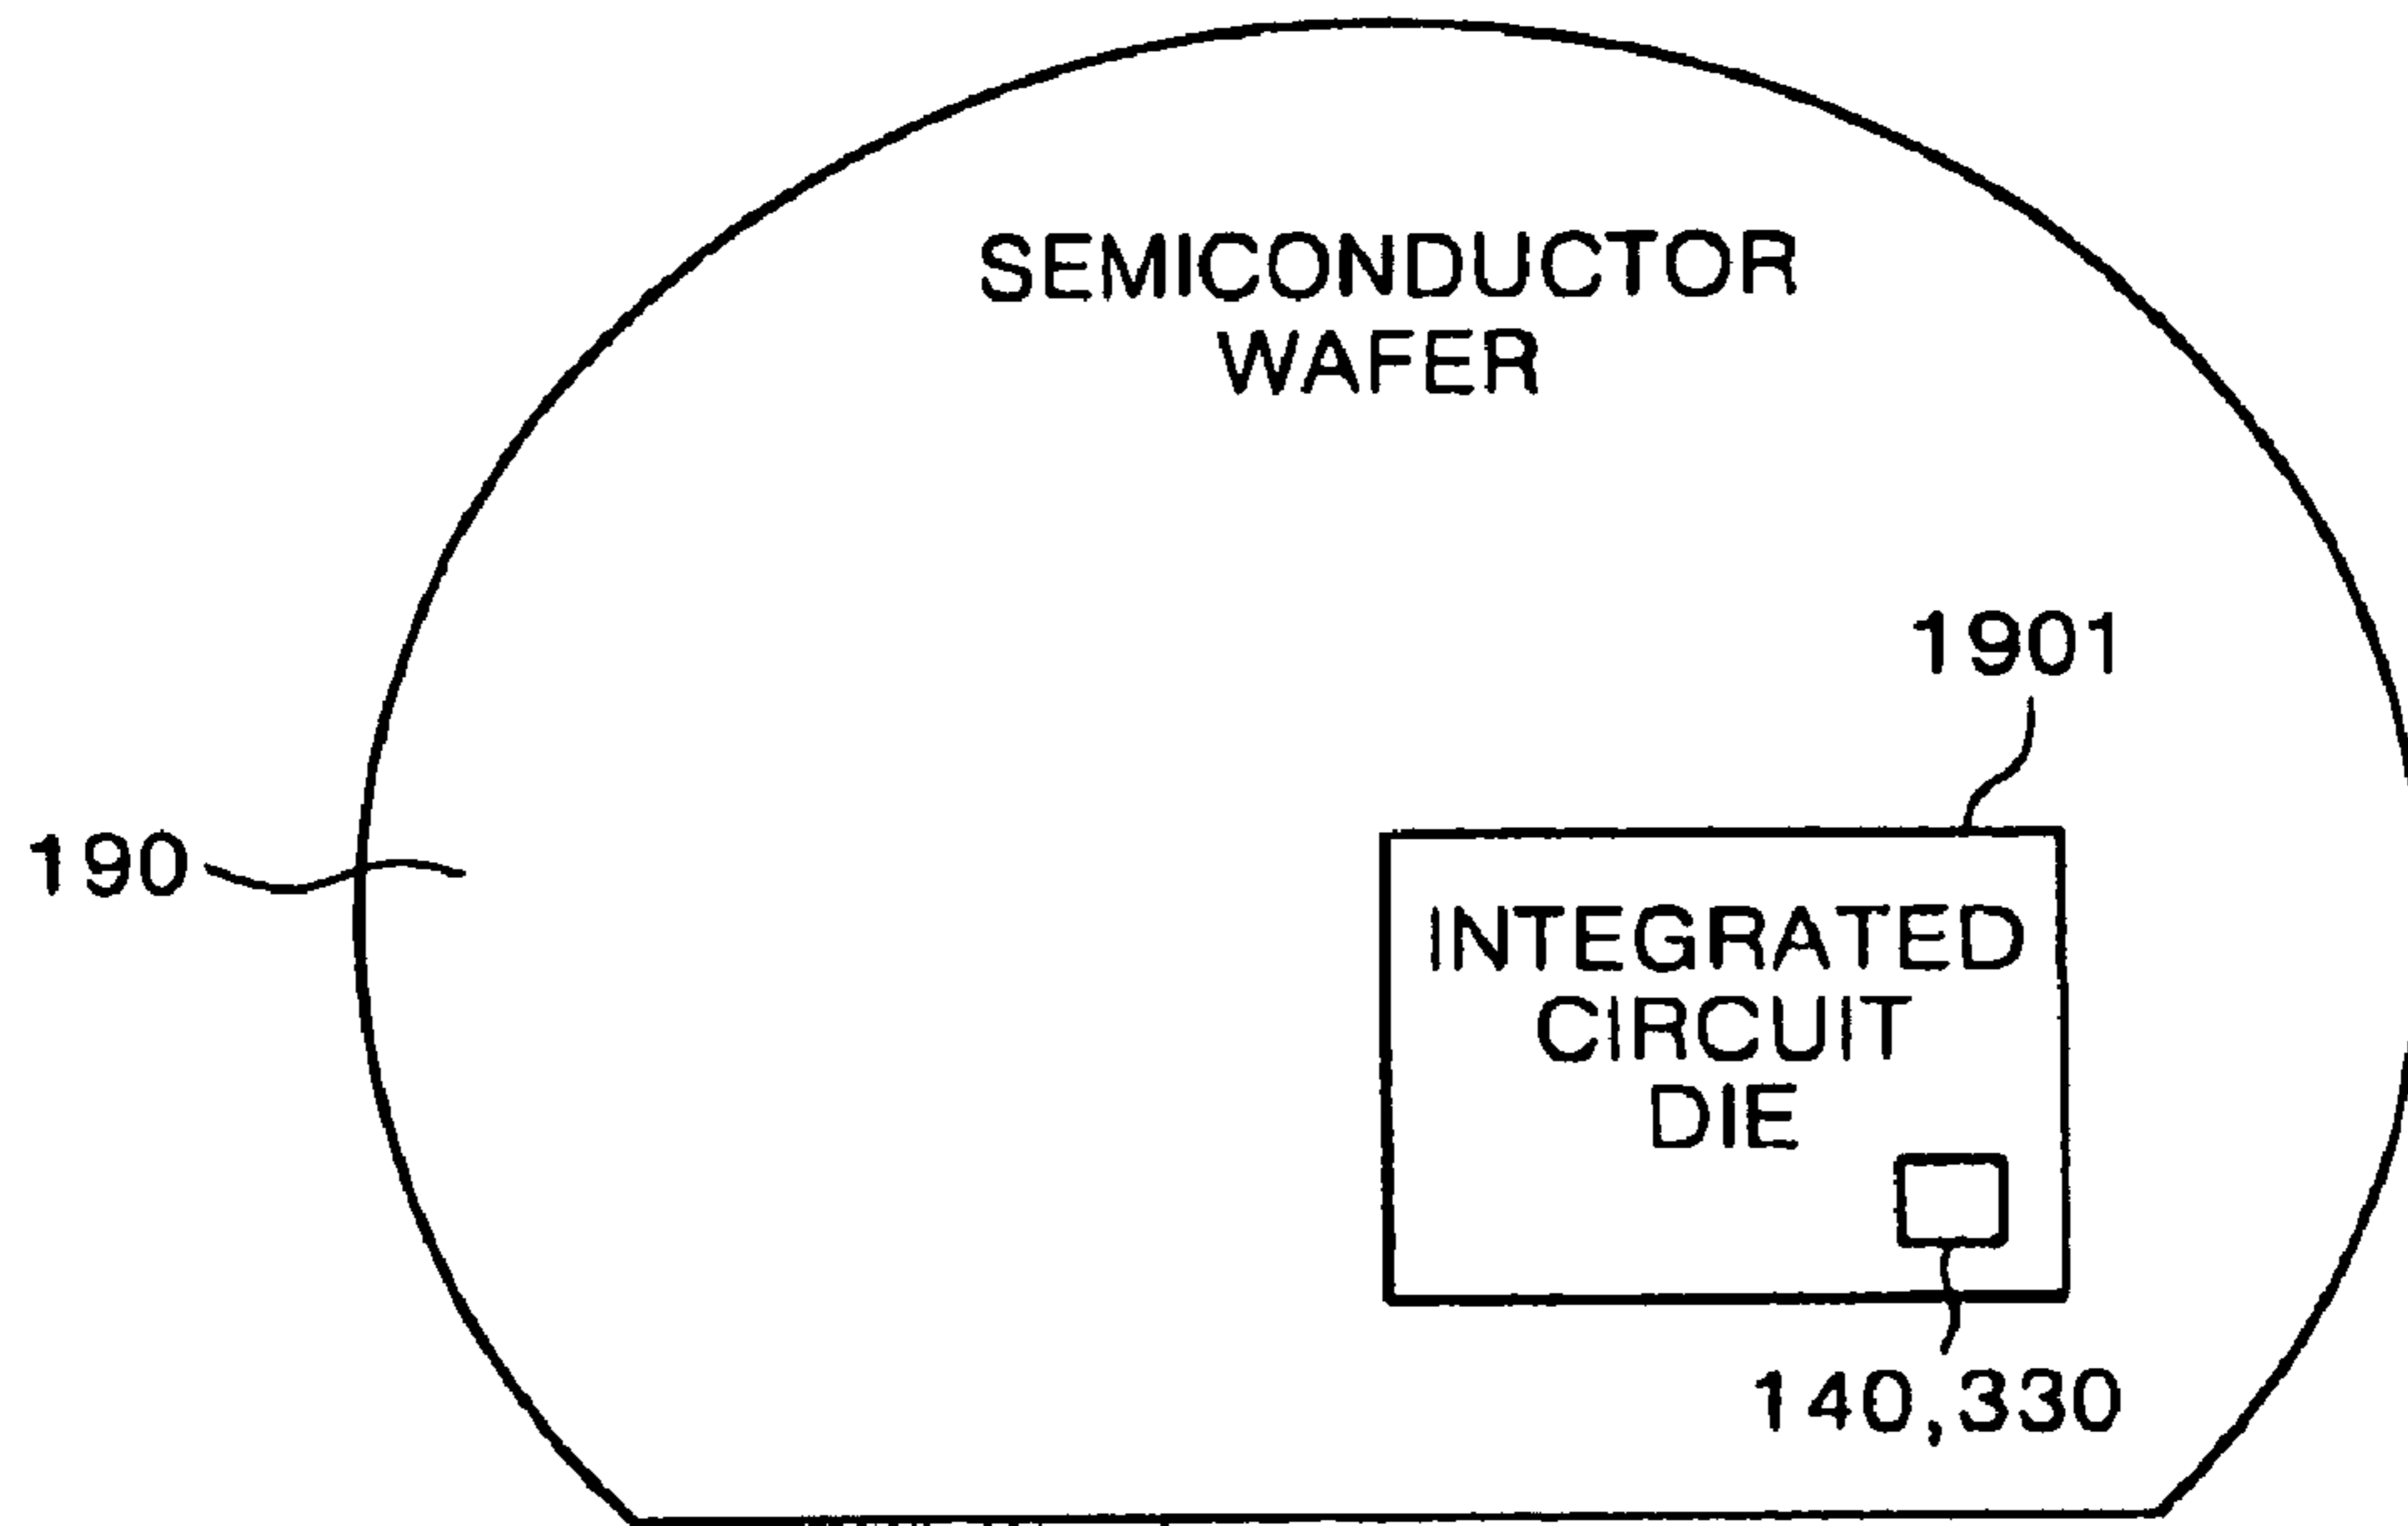 SEMICONDUCTOR
WAFER
1901
190
INTEGRATED
CIRCUIT
DIE
140,330